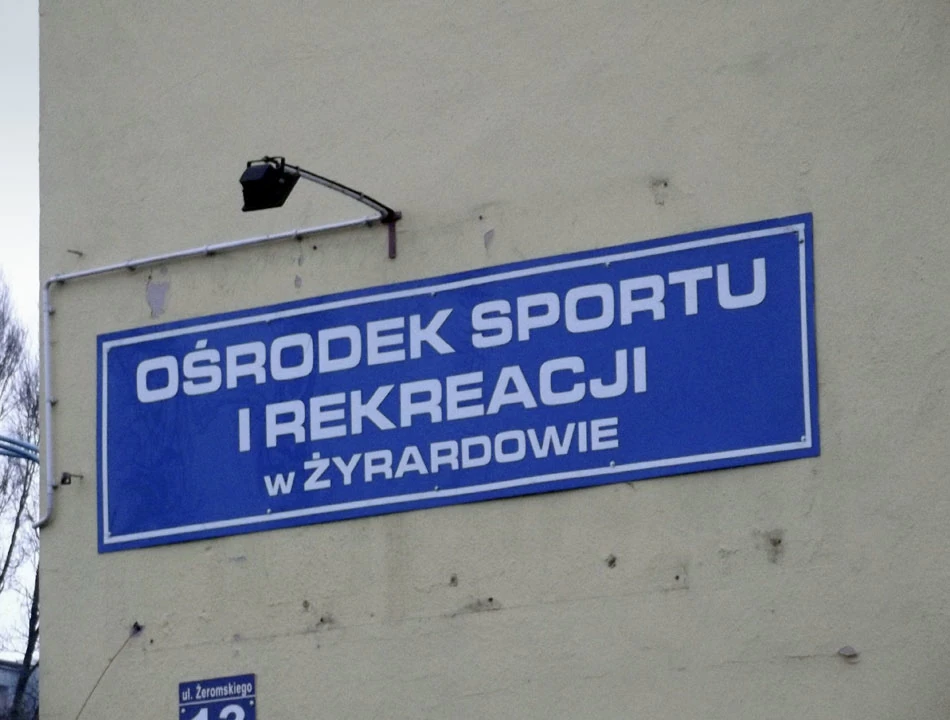 OŚRODEK SPORTU
I REKREACJI
w ŻYRARDOWIE
ul. Żeromskiego